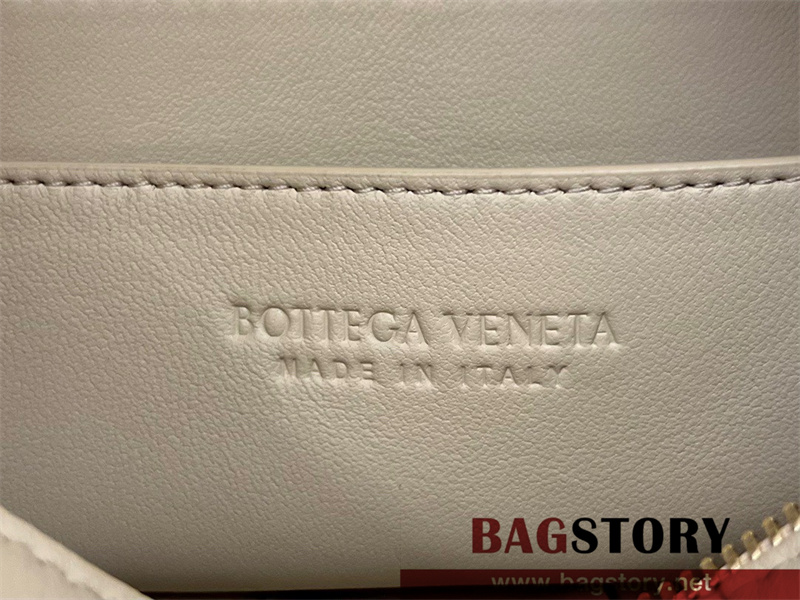 BOTTEGA VENETA
MADE IN ITALY
BAGSTORY
www.bagstory.net